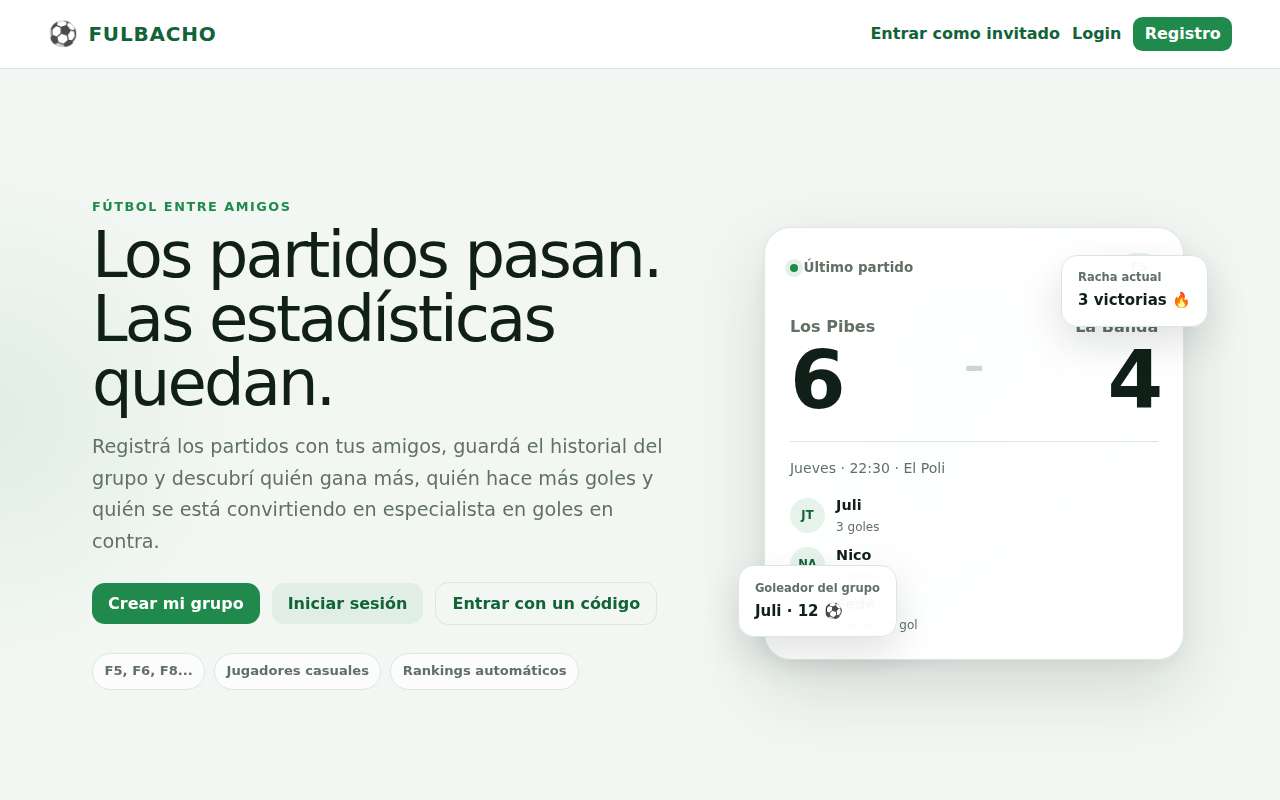 FULBACHO
Entrar como invitado
Login
Registro
FÚTBOL ENTRE AMIGOS
Los partidos pasan.
Las estadísticas
quedan.
Registrá los partidos con tus amigos, guardá el historial del
grupo y descubrí quién gana más, quién hace más goles y
quién se está convirtiendo en especialista en goles en
contra.
Crear mi grupo
Iniciar sesión
Entrar con un código
F5, F6, F8...
Jugadores casuales
Rankings automáticos
Último partido
Racha actual
3 victorias 🔥
Los Pibes
La Banda
6 - 4
Jueves · 22:30 · El Poli
JT
Juli
3 goles
NA
Nico
Goleador del grupo
Juli · 12 ⚽
gol